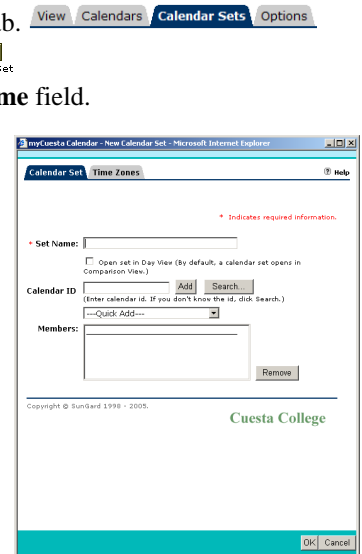 ab. View Calendars Calendar Sets Options
Set
me field.
myCuesta Calendar - New Calendar Set - Microsoft Internet Explorer
Calendar Set Time Zones Help
* Indicates required information.
* Set Name:
Open set in Day View (By default, a calendar set opens in
Comparison View.)
Calendar ID Add Search...
(Enter calendar id. If you don't know the id, click Search.)
---Quick Add---
Members:
Remove
Copyright © SunGard 1998 - 2005.
Cuesta College
OK Cancel